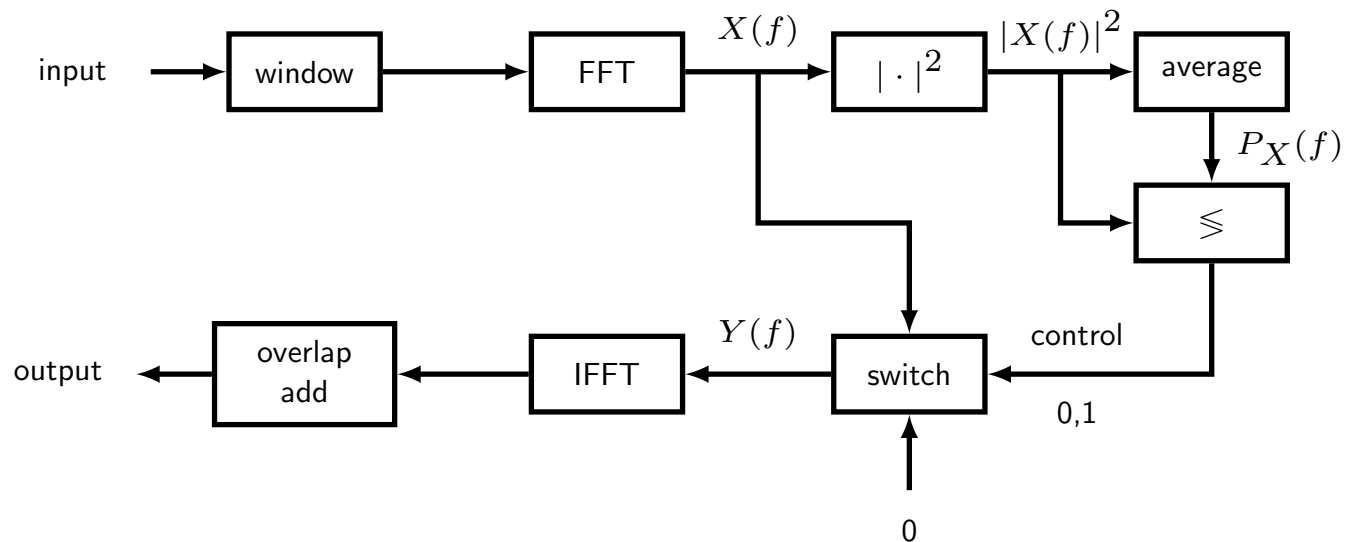 input
window
FFT
X(f)
| · |²
|X(f)|²
average
P_X(f)
≶
output
overlap
add
IFFT
Y(f)
switch
control
0,1
0